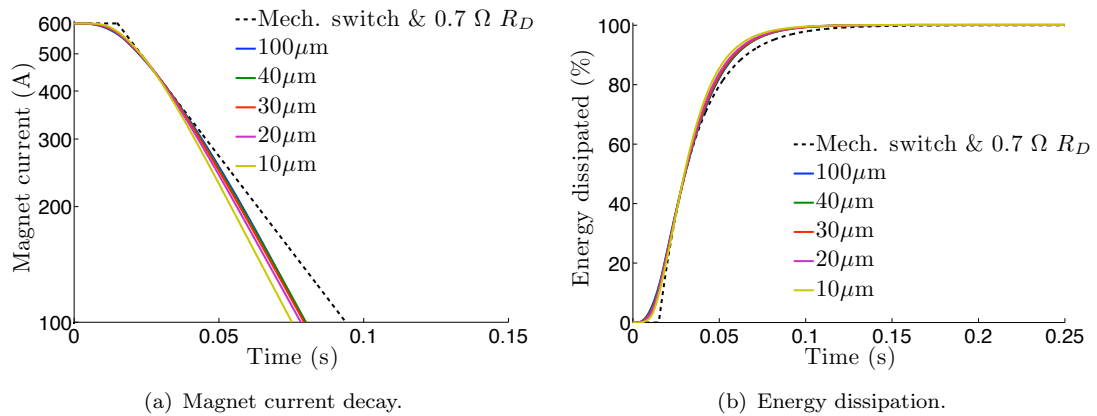 Magnet current (A)
600
500
400
300
200
100
0
0.05
0.1
0.15
Time (s)
Mech. switch & 0.7 Ω R_D
100µm
40µm
30µm
20µm
10µm
(a) Magnet current decay.
Energy dissipated (%)
100
80
60
40
20
0
0
0.05
0.1
0.15
0.2
0.25
Time (s)
Mech. switch & 0.7 Ω R_D
100µm
40µm
30µm
20µm
10µm
(b) Energy dissipation.